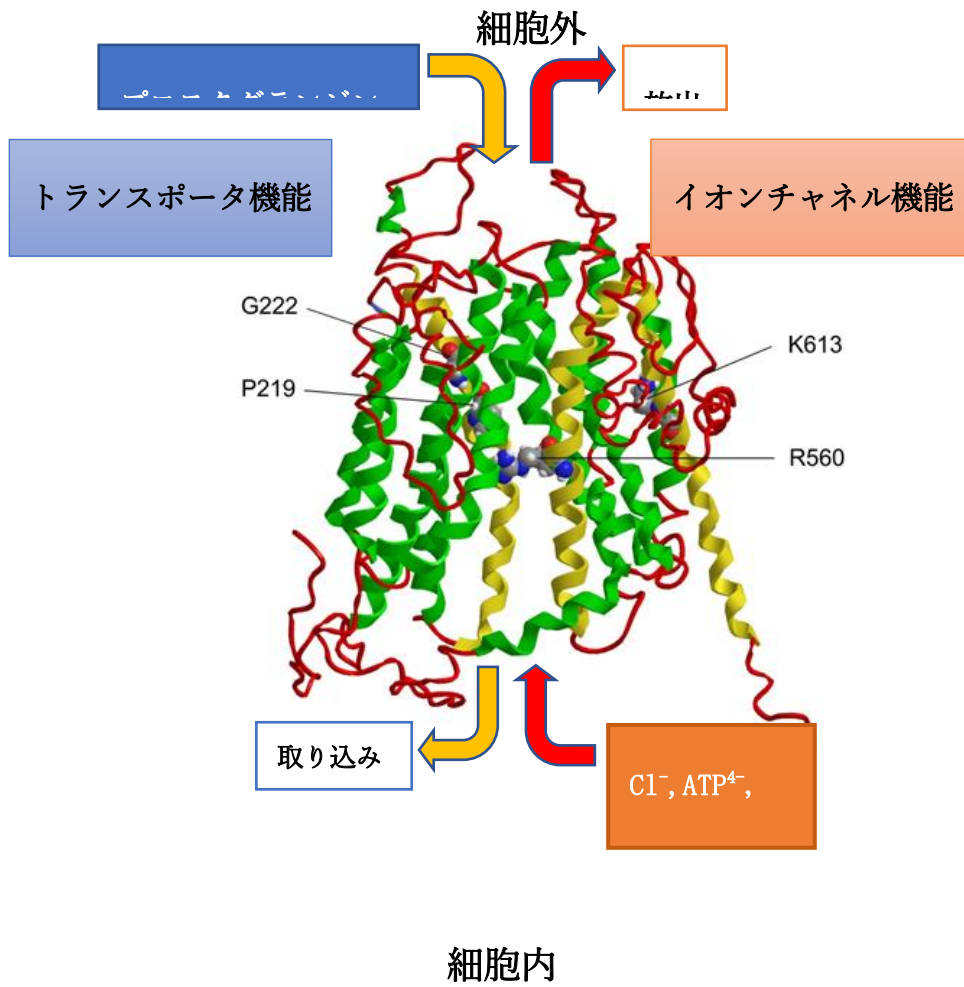 細胞外
トランスポータ機能
イオンチャネル機能
G222
K613
P219
R560
取り込み
Cl⁻, ATP⁴⁻,
細胞内